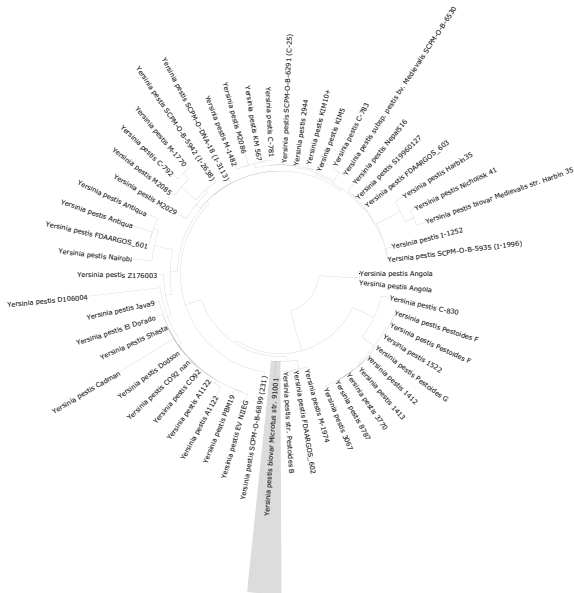 Yersinia pestis SCPM-O-B-6291 (C-25)
Yersinia pestis 2944
Yersinia pestis KIM10+
Yersinia pestis KIM5
Yersinia pestis C-783
Yersinia pestis subsp. pestis bv. Medievalis SCPM-O-B-6530
Yersinia pestis Nepal516
Yersinia pestis S19960127
Yersinia pestis FDAARGOS_603
Yersinia pestis Harbin35
Yersinia pestis Nicholisk 41
Yersinia pestis biovar Medievalis str. Harbin 35
Yersinia pestis I-1252
Yersinia pestis SCPM-O-B-5935 (I-1996)
Yersinia pestis Angola
Yersinia pestis Angola
Yersinia pestis C-830
Yersinia pestis Pestoides F
Yersinia pestis Pestoides F
Yersinia pestis 1522
Yersinia pestis Pestoides G
Yersinia pestis 1412
Yersinia pestis 1413
Yersinia pestis 3770
Yersinia pestis 8787
Yersinia pestis 3067
Yersinia pestis M-1974
Yersinia pestis FDAARGOS_602
Yersinia pestis str. Pestoides B
Yersinia pestis biovar Microtus str. 91001
Yersinia pestis SCPM-O-B-6899 (231)
Yersinia pestis EV NIIEG
Yersinia pestis PBM19
Yersinia pestis A1122
Yersinia pestis A1122
Yersinia pestis CO92
Yersinia pestis CO92 nan
Yersinia pestis Dodson
Yersinia pestis Cadman
Yersinia pestis Shasta
Yersinia pestis El Dorado
Yersinia pestis Java9
Yersinia pestis D106004
Yersinia pestis Z176003
Yersinia pestis Nairobi
Yersinia pestis FDAARGOS_601
Yersinia pestis Antiqua
Yersinia pestis Antiqua
Yersinia pestis M2029
Yersinia pestis M2085
Yersinia pestis C-792
Yersinia pestis M-1770
Yersinia pestis SCPM-O-B-5942 (I-2638)
Yersinia pestis SCPM-O-DNA-18 (I-3113)
Yersinia pestis M-1482
Yersinia pestis M2086
Yersinia pestis KM 567
Yersinia pestis C-781